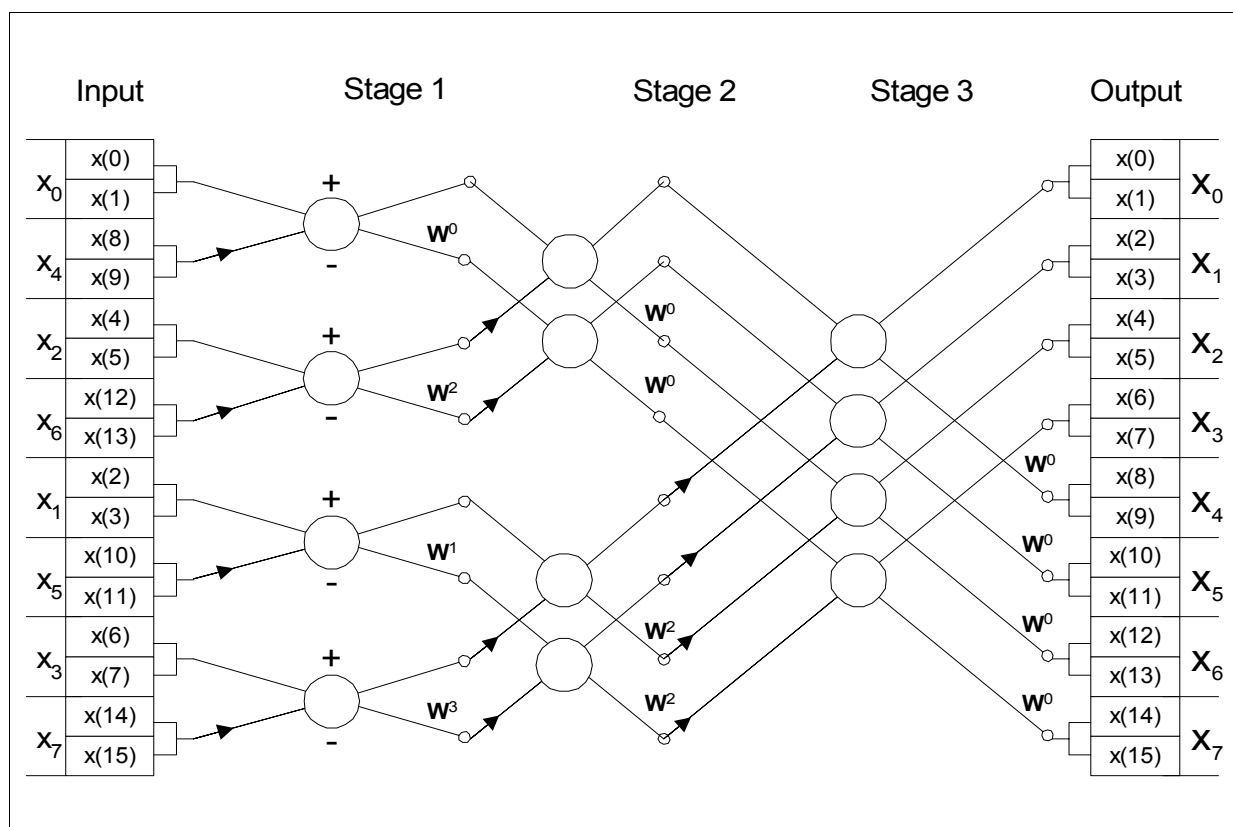 Input Stage 1 Stage 2 Stage 3 Output
x(0) + x(0)
X0 X0
x(1) x(1)
x(8) W0 x(2)
X4 X1
x(9) - x(3)
x(4) + W0 x(4)
X2 X2
x(5) x(5)
x(12) W2 W0 x(6)
X6 X3
x(13) - x(7)
x(2) + W0 x(8)
X1 X4
x(3) x(9)
x(10) W1 W0 x(10)
X5 X5
x(11) - x(11)
x(6) + W2 W0 x(12)
X3 X6
x(7) x(13)
x(14) W3 W2 W0 x(14)
X7 X7
x(15) - x(15)